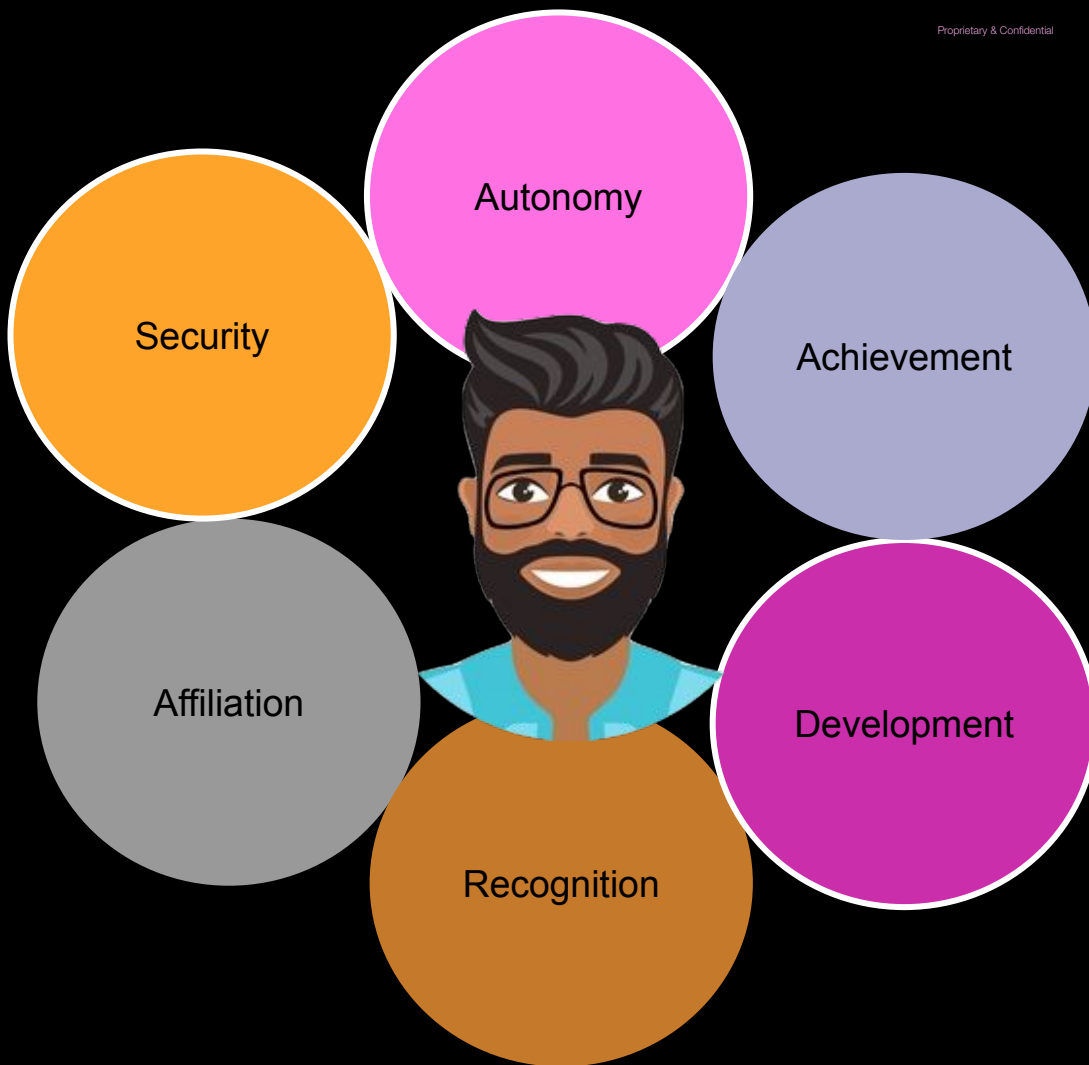 Proprietary & Confidential
Autonomy
Security
Achievement
Affiliation
Development
Recognition